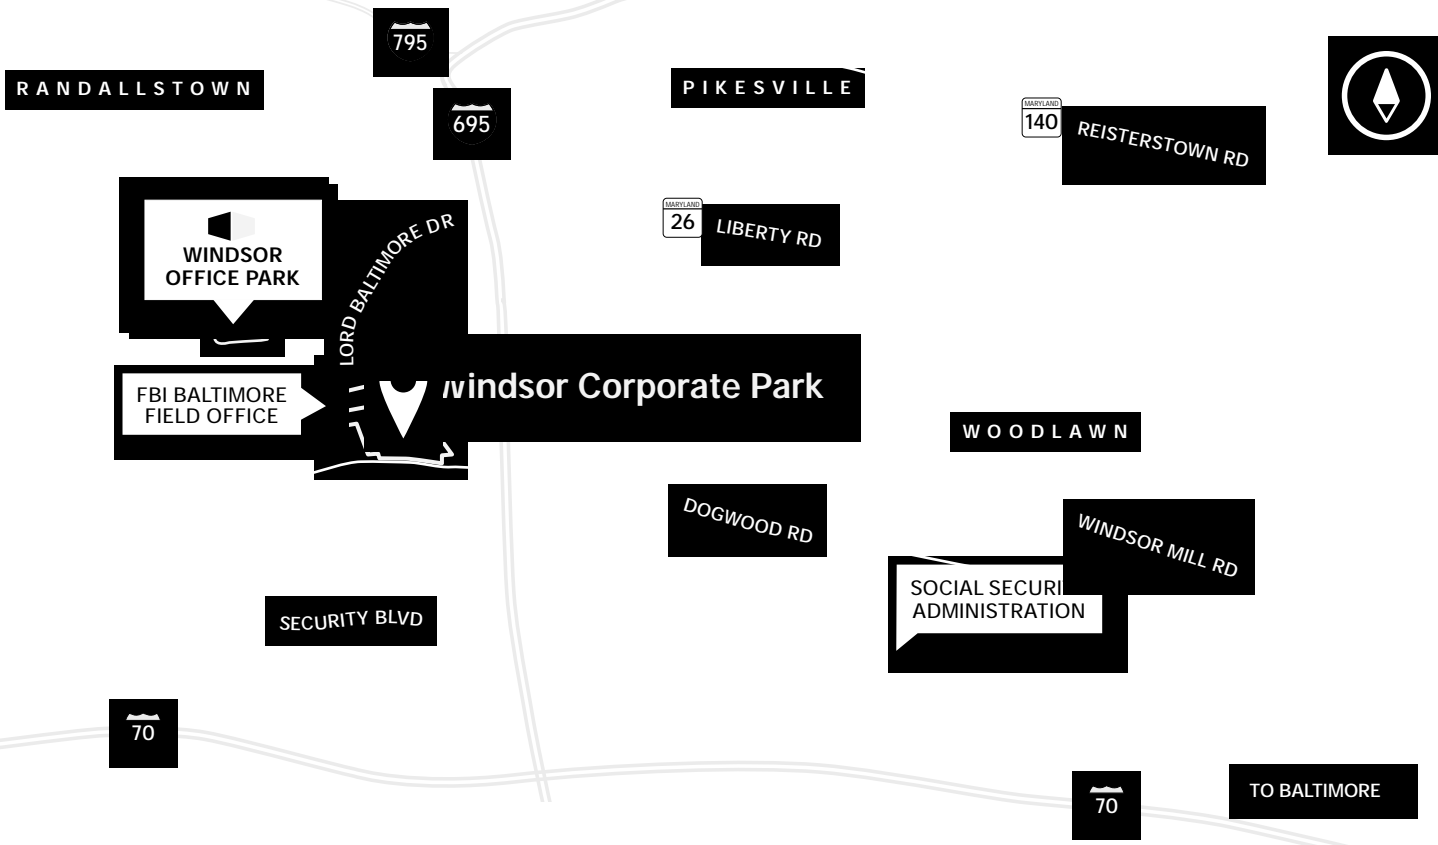 795
RANDALLSTOWN
PIKESVILLE
695
MARYLAND
140
REISTERSTOWN RD
MARYLAND
26
LIBERTY RD
LORD BALTIMORE DR
WINDSOR
OFFICE PARK
Windsor Corporate Park
FBI BALTIMORE
FIELD OFFICE
WOODLAWN
DOGWOOD RD
WINDSOR MILL RD
SOCIAL SECURI
ADMINISTRATION
SECURITY BLVD
70
70
TO BALTIMORE